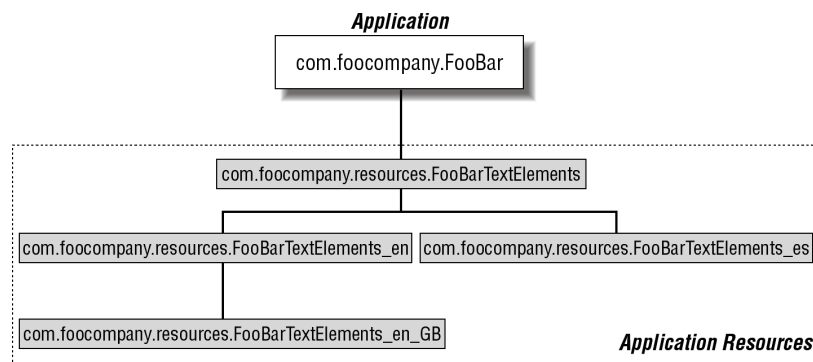 Application
com.foocompany.FooBar
com.foocompany.resources.FooBarTextElements
com.foocompany.resources.FooBarTextElements_en
com.foocompany.resources.FooBarTextElements_es
com.foocompany.resources.FooBarTextElements_en_GB
Application Resources